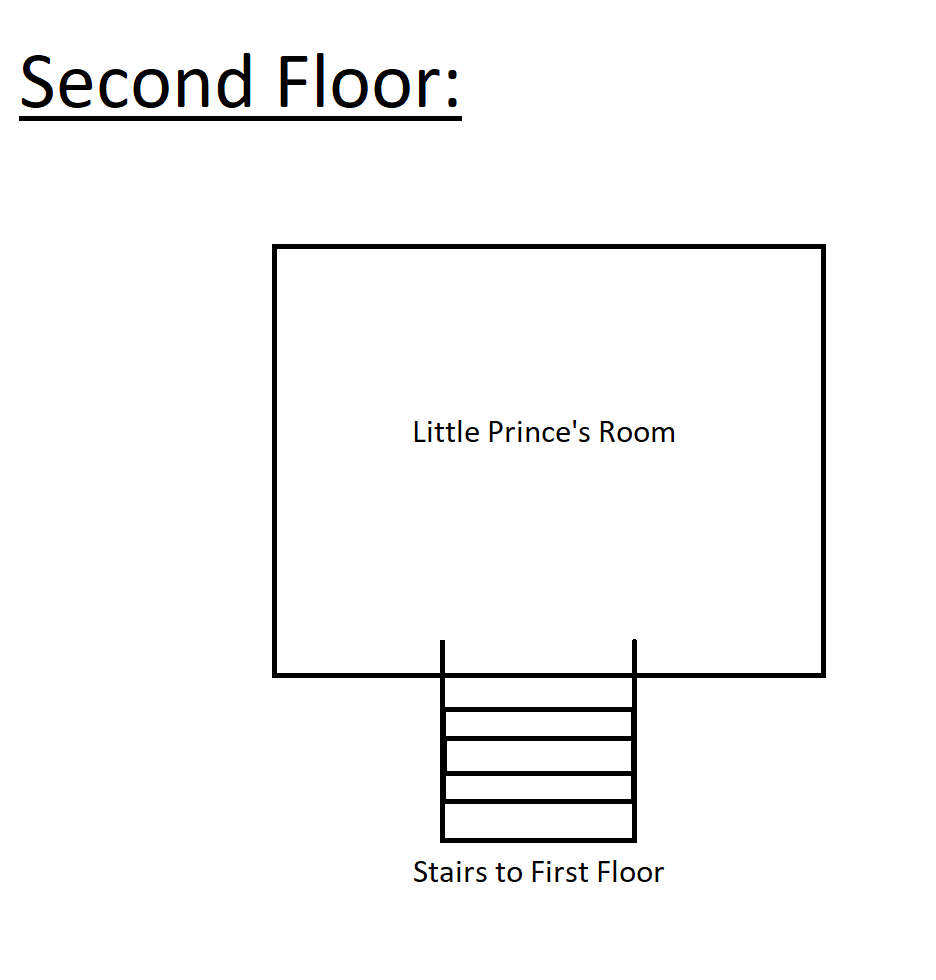 Second Floor:
Little Prince's Room
Stairs to First Floor